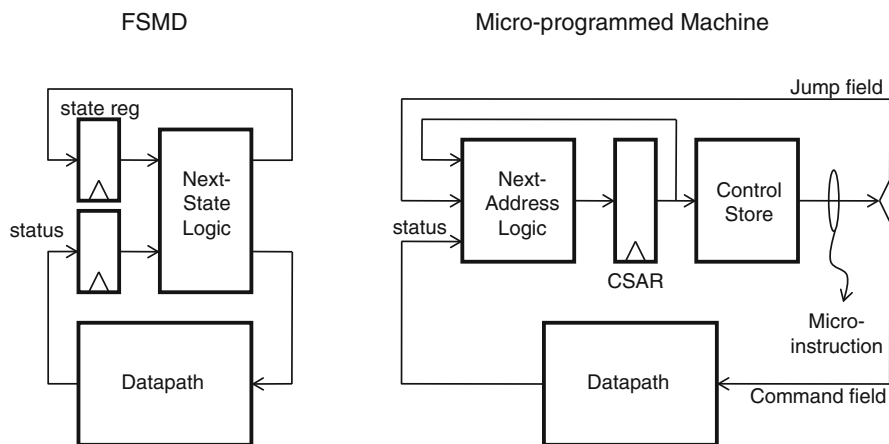 FSMD
Micro-programmed Machine
state reg
Next-
State
Logic
status
Datapath
Jump field
Next-
Address
Logic
status
CSAR
Control
Store
Micro-
instruction
Datapath
Command field